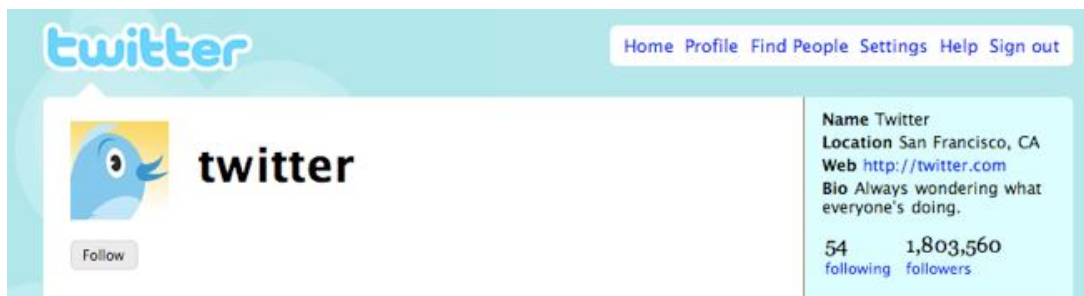 twitter
Home Profile Find People Settings Help Sign out
twitter
Follow
Name Twitter
Location San Francisco, CA
Web http://twitter.com
Bio Always wondering what
everyone's doing.
54 1,803,560
following followers